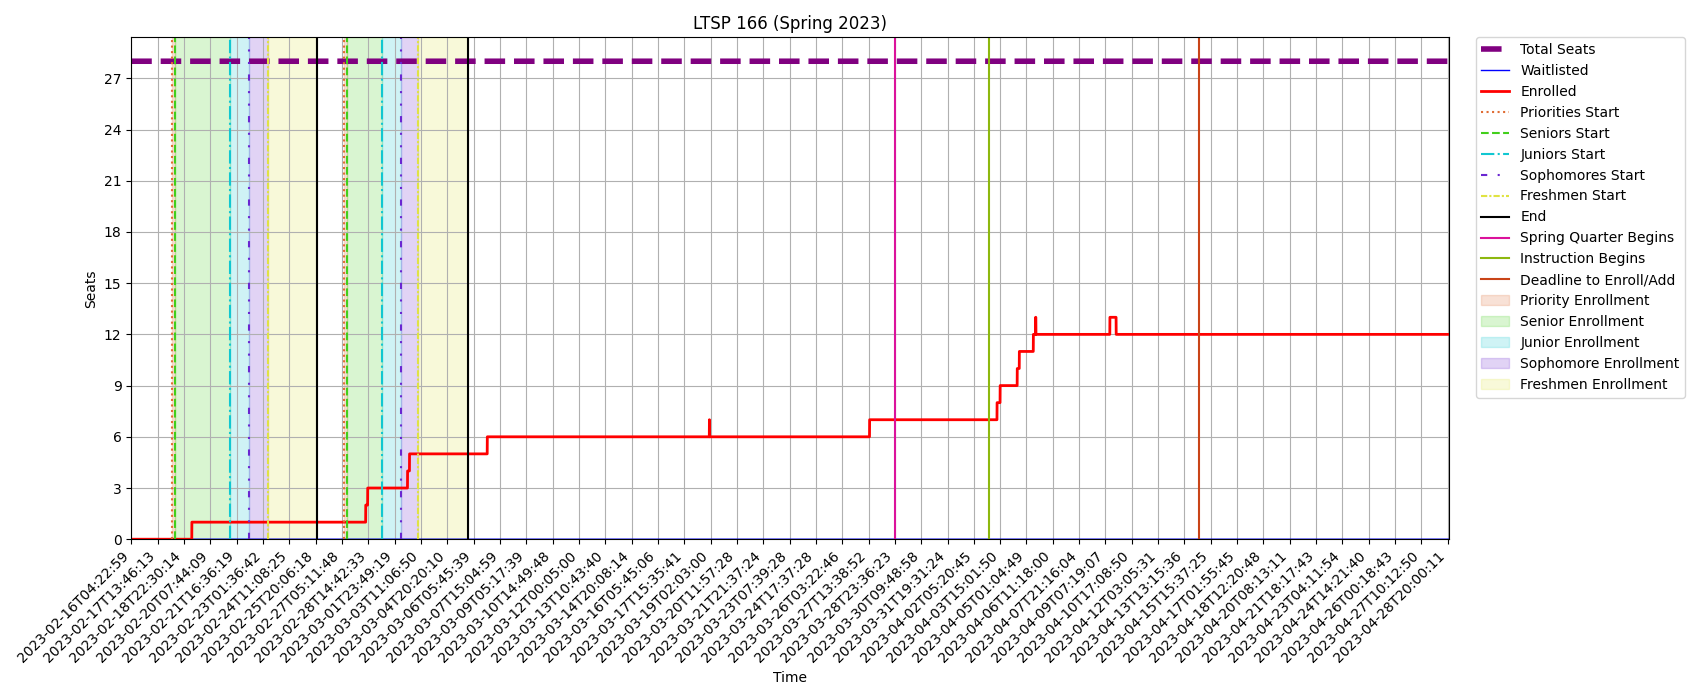 LTSP 166 (Spring 2023)
Seats
27
24
21
18
15
12
9
6
3
0
2023-02-16T04:22:59
2023-02-17T13:46:13
2023-02-18T22:30:14
2023-02-20T07:44:09
2023-02-21T16:36:19
2023-02-23T01:36:42
2023-02-24T11:08:25
2023-02-25T20:06:18
2023-02-27T05:11:48
2023-02-28T14:42:33
2023-03-01T23:49:19
2023-03-03T11:06:50
2023-03-04T20:20:10
2023-03-06T05:45:39
2023-03-07T15:04:59
2023-03-09T05:17:39
2023-03-10T14:49:48
2023-03-12T00:05:00
2023-03-13T10:43:40
2023-03-14T20:08:14
2023-03-16T05:45:06
2023-03-17T15:35:41
2023-03-19T02:03:00
2023-03-20T11:57:28
2023-03-21T21:37:24
2023-03-23T07:39:28
2023-03-24T17:37:28
2023-03-26T03:22:46
2023-03-27T13:38:52
2023-03-28T23:36:23
2023-03-30T09:48:58
2023-03-31T19:31:24
2023-04-02T05:20:45
2023-04-03T15:01:50
2023-04-05T01:04:49
2023-04-06T11:18:00
2023-04-07T21:16:04
2023-04-09T07:19:07
2023-04-10T17:08:50
2023-04-12T03:05:31
2023-04-13T13:15:36
2023-04-15T15:37:25
2023-04-17T01:55:45
2023-04-18T12:20:48
2023-04-20T08:13:11
2023-04-21T18:17:43
2023-04-23T04:11:54
2023-04-24T14:21:40
2023-04-26T00:18:43
2023-04-27T10:12:50
2023-04-28T20:00:11
Time
Total Seats
Waitlisted
Enrolled
Priorities Start
Seniors Start
Juniors Start
Sophomores Start
Freshmen Start
End
Spring Quarter Begins
Instruction Begins
Deadline to Enroll/Add
Priority Enrollment
Senior Enrollment
Junior Enrollment
Sophomore Enrollment
Freshmen Enrollment